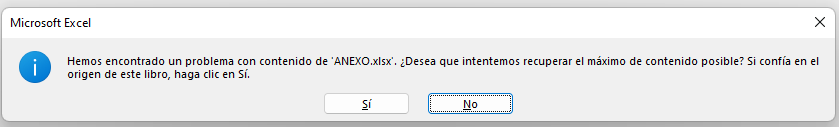 Microsoft Excel
Hemos encontrado un problema con contenido de 'ANEXO.xlsx'. ¿Desea que intentemos recuperar el máximo de contenido posible? Si confía en el
origen de este libro, haga clic en Sí.
Sí
No